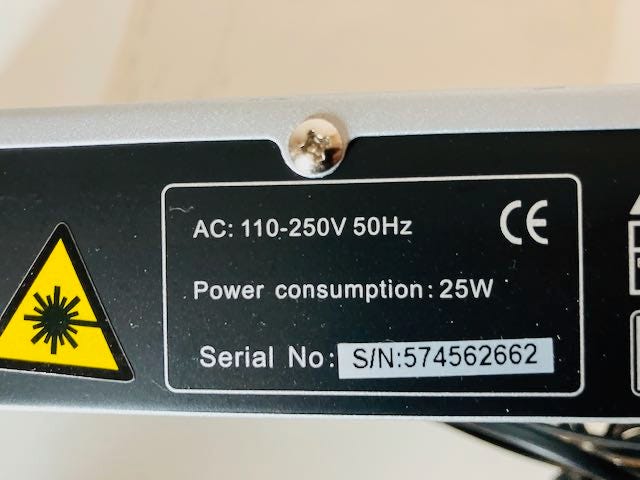 AC: 110-250V 50Hz CE
Power consumption: 25W
Serial No: S/N:574562662